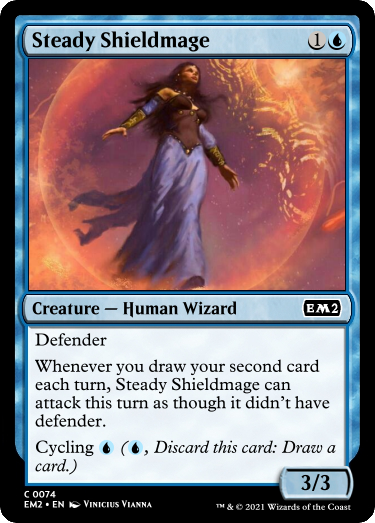 Steady Shieldmage 1
Creature — Human Wizard EM2
Defender
Whenever you draw your second card
each turn, Steady Shieldmage can
attack this turn as though it didn't have
defender.
Cycling (, Discard this card: Draw a
card.)
3/3
C 0074
EM2 • EN Vinicius Vianna ™ & © 2021 Wizards of the Coast